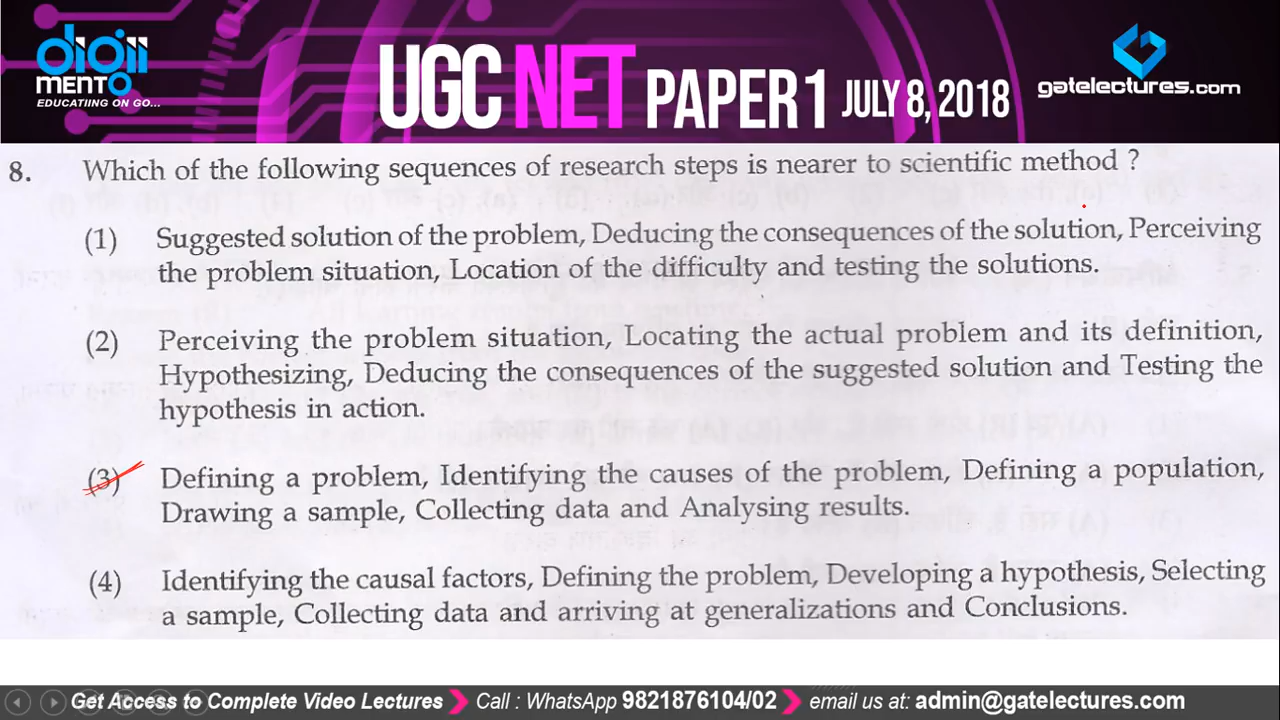 digii
MENTO
EDUCATIING ON GO...
UGC NET PAPER 1 JULY 8, 2018
gatelectures.com
8. Which of the following sequences of research steps is nearer to scientific method ?
(1) Suggested solution of the problem, Deducing the consequences of the solution, Perceiving
the problem situation, Location of the difficulty and testing the solutions.
(2) Perceiving the problem situation, Locating the actual problem and its definition,
Hypothesizing, Deducing the consequences of the suggested solution and Testing the
hypothesis in action.
(3) Defining a problem, Identifying the causes of the problem, Defining a population,
Drawing a sample, Collecting data and Analysing results.
(4) Identifying the causal factors, Defining the problem, Developing a hypothesis, Selecting
a sample, Collecting data and arriving at generalizations and Conclusions.
Get Access to Complete Video Lectures Call : WhatsApp 9821876104/02 email us at: admin@gatelectures.com